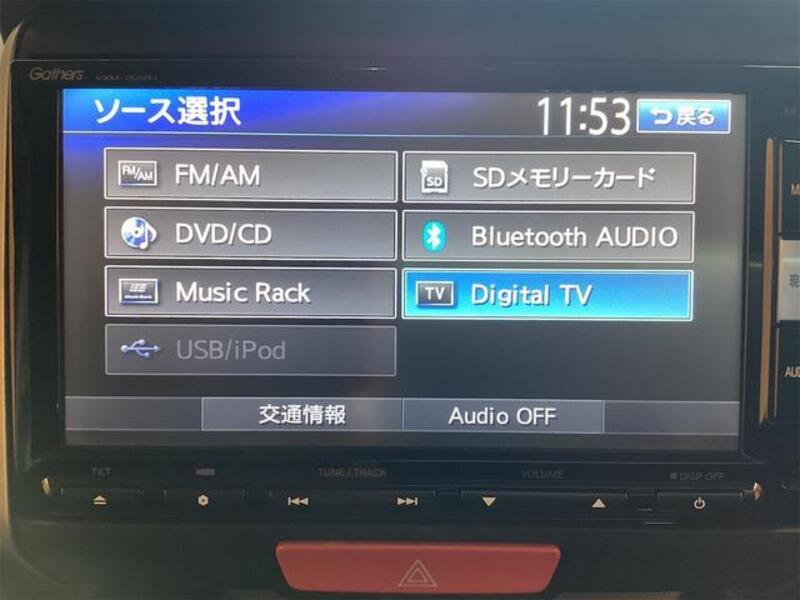 Gathers
ソース選択 11:53 戻る
FM/AM FM/AM SD SDメモリーカード
DVD/CD Bluetooth AUDIO
Music Rack TV Digital TV
USB/iPod
交通情報 Audio OFF
TILT TUNE/TRACK VOLUME DISP OFF